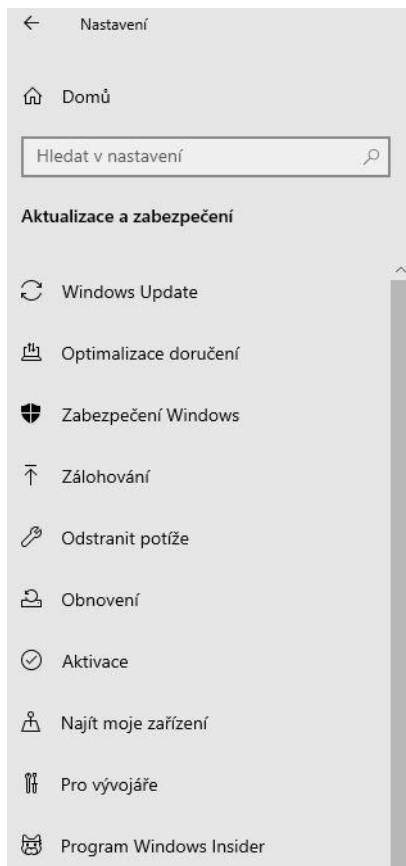 Nastavení
Domů
Hledat v nastavení
Aktualizace a zabezpečení
Windows Update
Optimalizace doručení
Zabezpečení Windows
Zálohování
Odstranit potíže
Obnovení
Aktivace
Najít moje zařízení
Pro vývojáře
Program Windows Insider